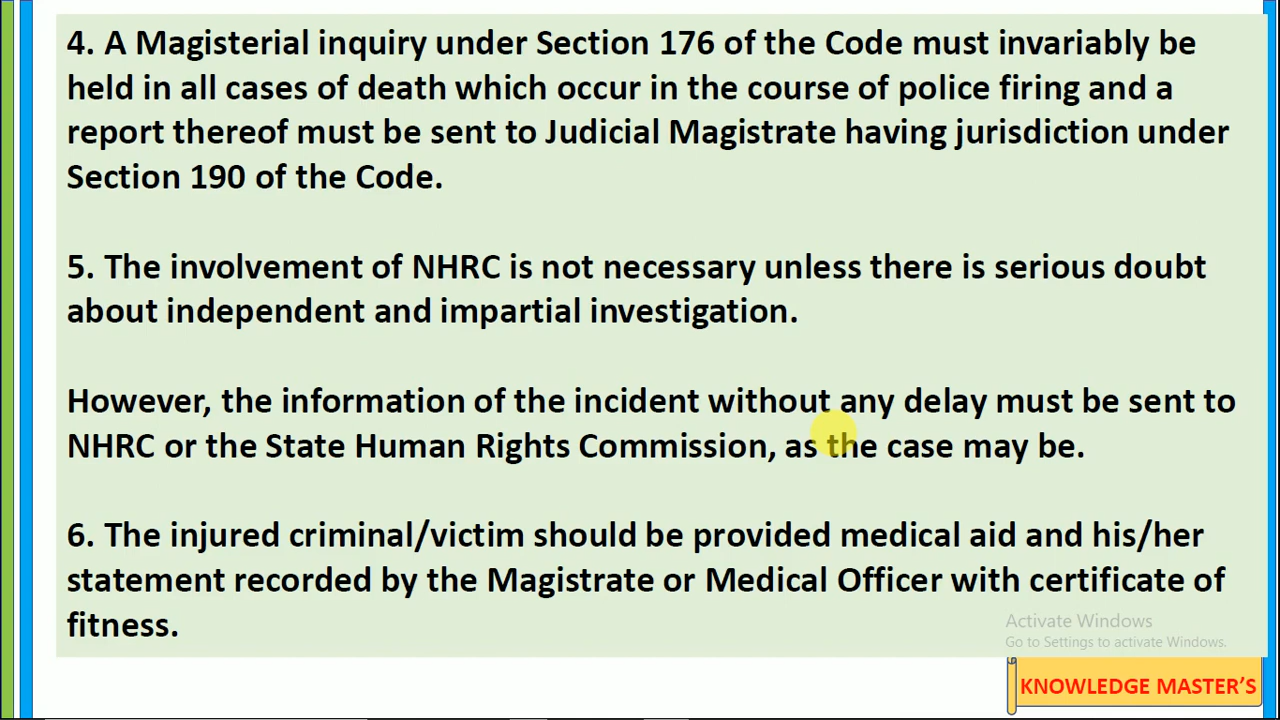 4. A Magisterial inquiry under Section 176 of the Code must invariably be
held in all cases of death which occur in the course of police firing and a
report thereof must be sent to Judicial Magistrate having jurisdiction under
Section 190 of the Code.
5. The involvement of NHRC is not necessary unless there is serious doubt
about independent and impartial investigation.
However, the information of the incident without any delay must be sent to
NHRC or the State Human Rights Commission, as the case may be.
6. The injured criminal/victim should be provided medical aid and his/her
statement recorded by the Magistrate or Medical Officer with certificate of
fitness.
Activate Windows
Go to Settings to activate Windows.
KNOWLEDGE MASTER’S